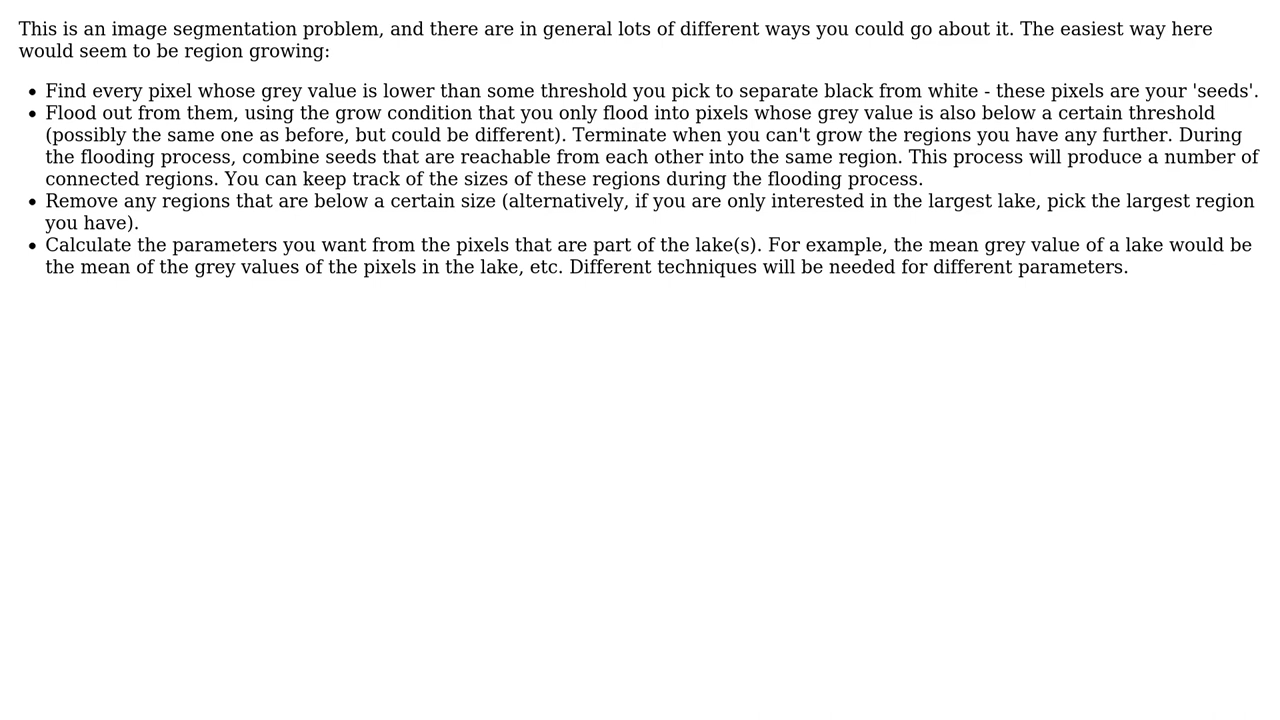 This is an image segmentation problem, and there are in general lots of different ways you could go about it. The easiest way here
would seem to be region growing:
• Find every pixel whose grey value is lower than some threshold you pick to separate black from white - these pixels are your 'seeds'.
• Flood out from them, using the grow condition that you only flood into pixels whose grey value is also below a certain threshold
(possibly the same one as before, but could be different). Terminate when you can't grow the regions you have any further. During
the flooding process, combine seeds that are reachable from each other into the same region. This process will produce a number of
connected regions. You can keep track of the sizes of these regions during the flooding process.
• Remove any regions that are below a certain size (alternatively, if you are only interested in the largest lake, pick the largest region
you have).
• Calculate the parameters you want from the pixels that are part of the lake(s). For example, the mean grey value of a lake would be
the mean of the grey values of the pixels in the lake, etc. Different techniques will be needed for different parameters.